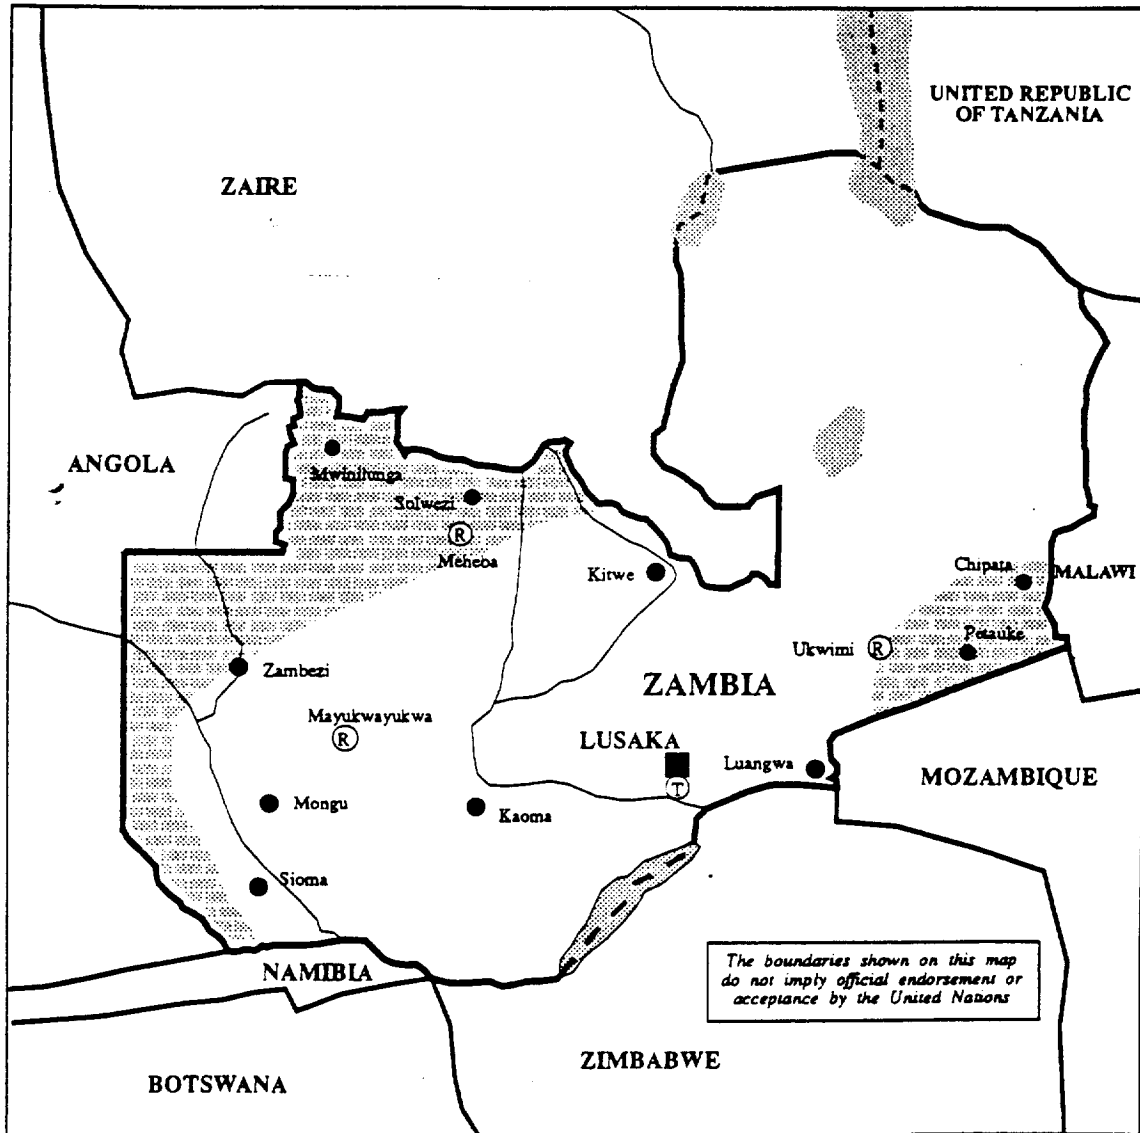 UNITED REPUBLIC
OF TANZANIA
ZAIRE
ANGOLA
Mwinilunga
Solwezi
R
Meheba
Kitwe
Chipata
MALAWI
Ukwimi
R
Petauke
Zambezi
ZAMBIA
Mayukwayukwa
R
LUSAKA
T
Luangwa
MOZAMBIQUE
Mongu
Kaoma
Sioma
NAMIBIA
The boundaries shown on this map
do not imply official endorsement or
acceptance by the United Nations
ZIMBABWE
BOTSWANA